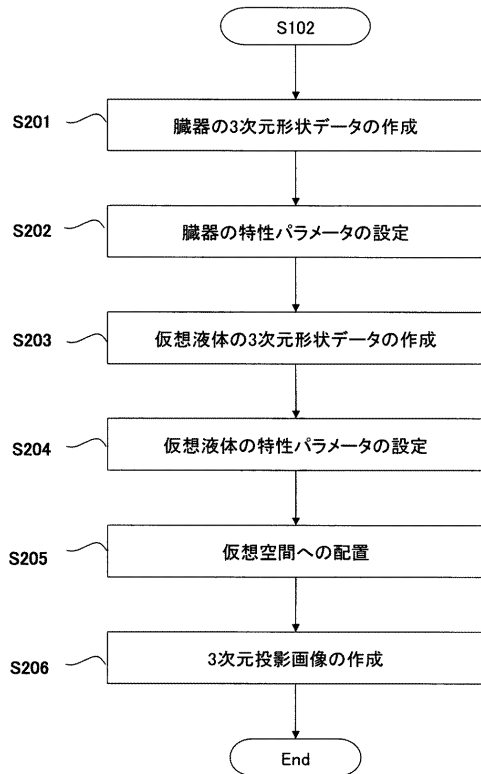 S102
S201
臓器の3次元形状データの作成
S202
臓器の特性パラメータの設定
S203
仮想液体の3次元形状データの作成
S204
仮想液体の特性パラメータの設定
S205
仮想空間への配置
S206
3次元投影画像の作成
End